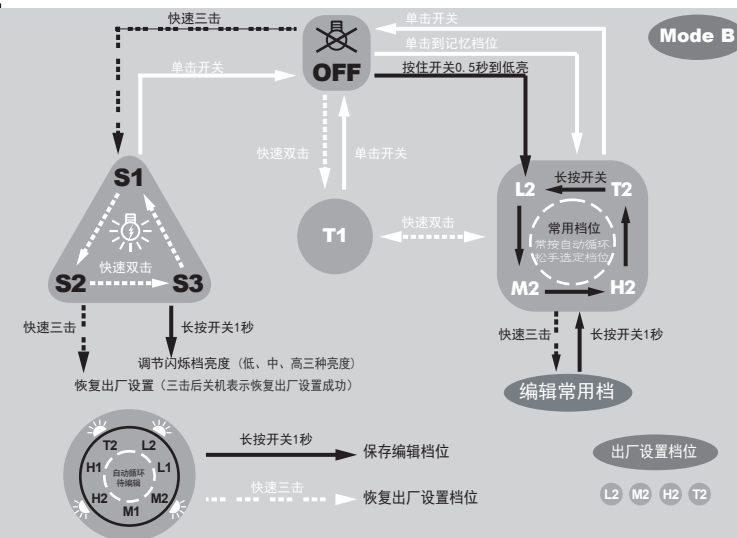 快速三击
单击开关
Mode B
单击到记忆档位
OFF
单击开关
按住开关0.5秒到低亮
快速双击
单击开关
S1
L2
长按开关
T2
T1
快速双击
常用档位
常按自动循环
松手选定档位
快速双击
S2
S3
M2
H2
快速三击
长按开关1秒
快速三击
长按开关1秒
调节闪烁档亮度（低、中、高三种亮度）
恢复出厂设置（三击后关机表示恢复出厂设置成功）
编辑常用档
T2
L2
长按开关1秒
保存编辑档位
出厂设置档位
H1
自动循环
待编辑
L1
H2
M2
M1
快速三击
恢复出厂设置档位
L2
M2
H2
T2